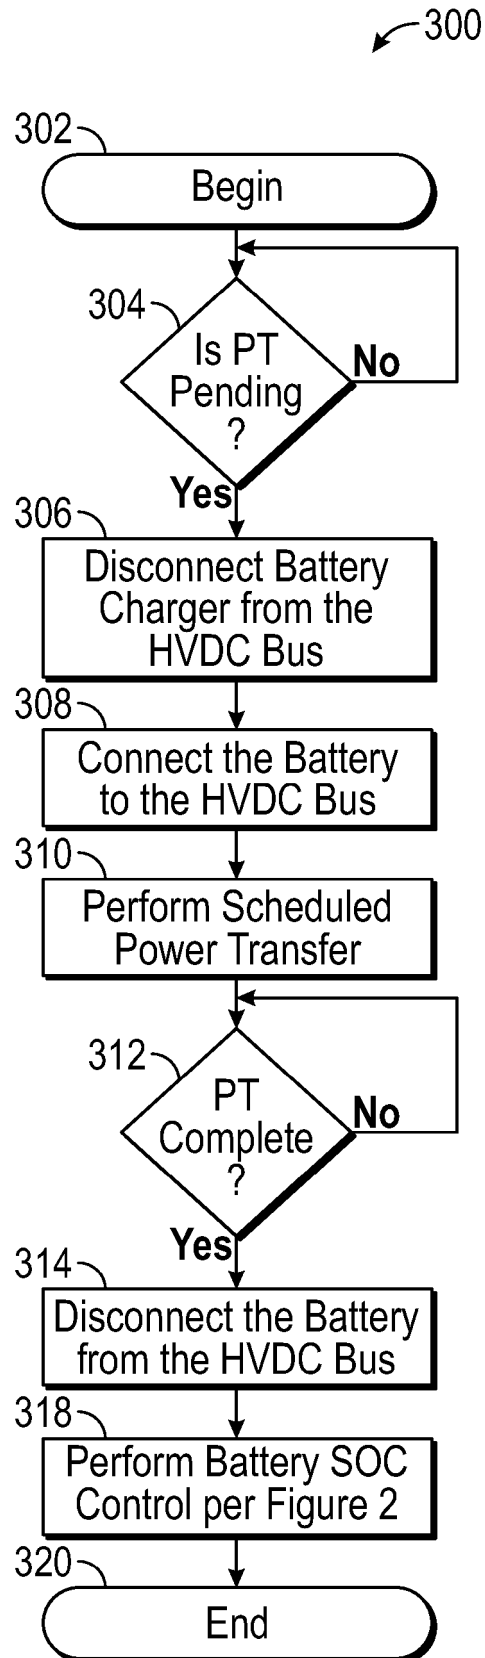 300
302
Begin
304
Is PT
Pending
?
No
Yes
306
Disconnect Battery
Charger from the
HVDC Bus
308
Connect the Battery
to the HVDC Bus
310
Perform Scheduled
Power Transfer
312
PT
Complete
?
No
Yes
314
Disconnect the Battery
from the HVDC Bus
318
Perform Battery SOC
Control per Figure 2
320
End